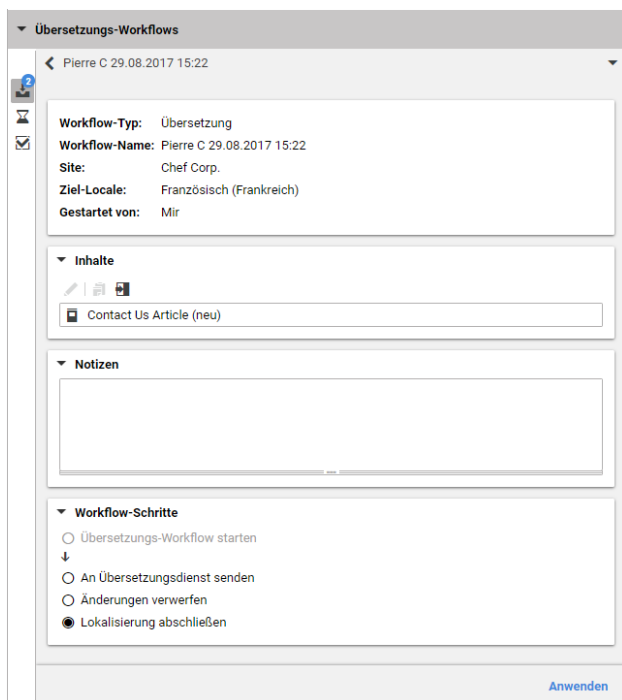 Übersetzungs-Workflows
Pierre C 29.08.2017 15:22
2
Workflow-Typ: Übersetzung
Workflow-Name: Pierre C 29.08.2017 15:22
Site: Chef Corp.
Ziel-Locale: Französisch (Frankreich)
Gestartet von: Mir
Inhalte
Contact Us Article (neu)
Notizen
Workflow-Schritte
Übersetzungs-Workflow starten
An Übersetzungsdienst senden
Änderungen verwerfen
Lokalisierung abschließen
Anwenden